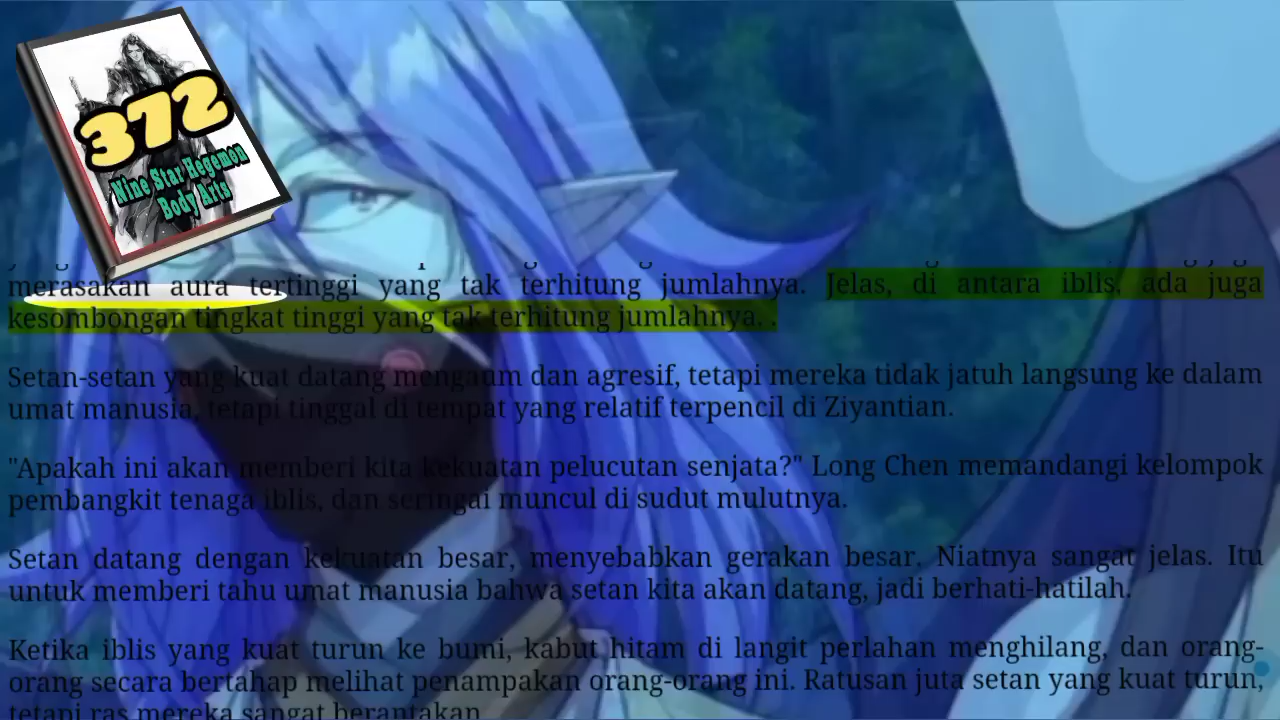 372
Nine Star Hegemon
Body Arts
merasakan aura tertinggi yang tak terhitung jumlahnya. Jelas, di antara iblis, ada juga
kesombongan tingkat tinggi yang tak terhitung jumlahnya. .
Setan-setan yang kuat datang mengaum dan agresif, tetapi mereka tidak jatuh langsung ke dalam
umat manusia, tetapi tinggal di tempat yang relatif terpencil di Ziyantian.
"Apakah ini akan memberi kita kekuatan pelucutan senjata?" Long Chen memandangi kelompok
pembangkit tenaga iblis, dan seringai muncul di sudut mulutnya.
Setan datang dengan kekuatan besar, menyebabkan gerakan besar, Niatnya sangat jelas. Itu
untuk memberi tahu umat manusia bahwa setan kita akan datang, jadi berhati-hatilah.
Ketika iblis yang kuat turun ke bumi, kabut hitam di langit perlahan menghilang, dan orang-
orang secara bertahap melihat penampakan orang-orang ini. Ratusan juta setan yang kuat turun,
tetapi ras mereka sangat berantakan